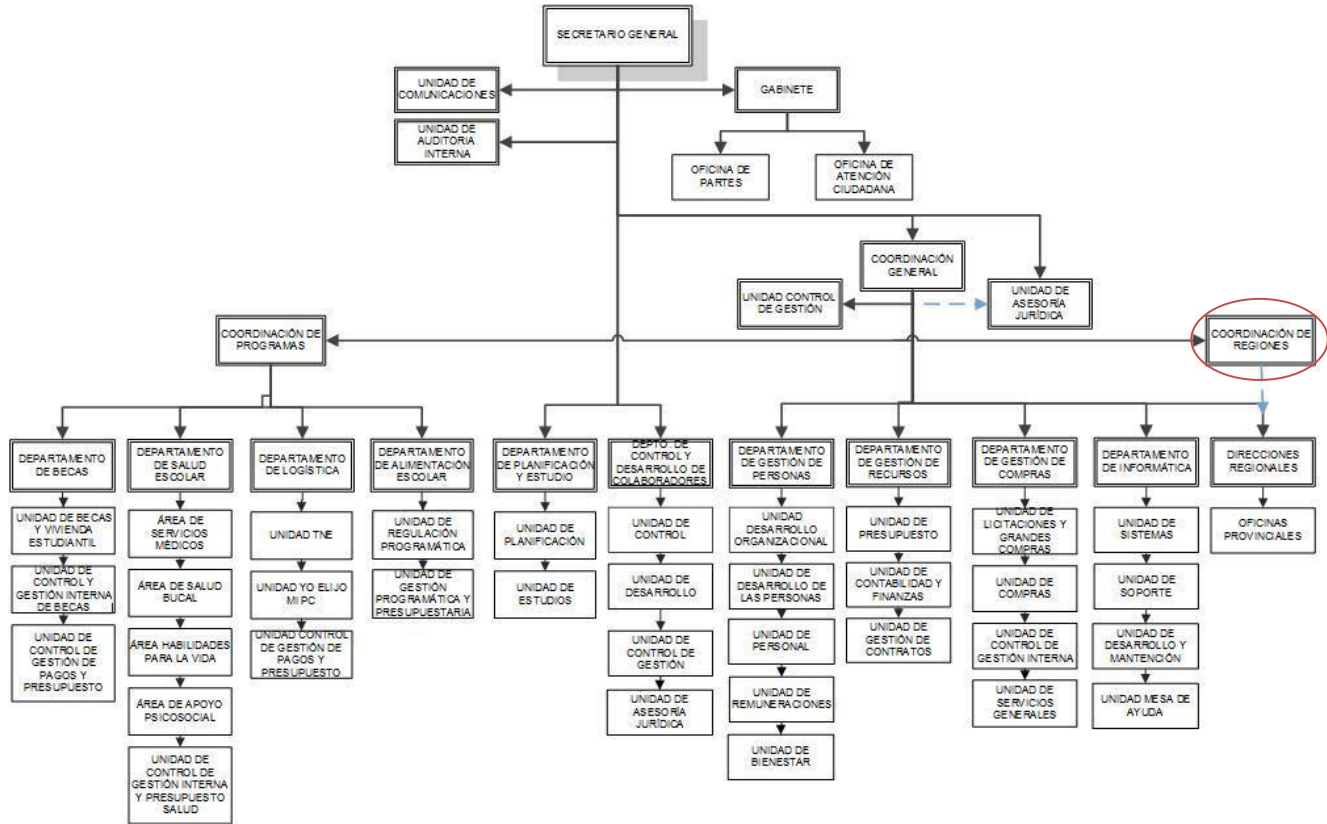 SECRETARIO GENERAL
UNIDAD DE
COMUNICACIONES
GABINETE
UNIDAD DE
AUDITORIA
INTERNA
OFICINA DE
PARTES
OFICINA DE
ATENCIÓN
CIUDADANA
COORDINACIÓN
GENERAL
UNIDAD CONTROL
DE GESTIÓN
UNIDAD DE
ASESORÍA
JURÍDICA
COORDINACIÓN DE
PROGRAMAS
COORDINACIÓN DE
REGIONES
DEPARTAMENTO
DE BECAS
DEPARTAMENTO
DE SALUD
ESCOLAR
DEPARTAMENTO
DE LOGÍSTICA
DEPARTAMENTO
DE ALIMENTACIÓN
ESCOLAR
DEPARTAMENTO
DE PLANIFICACIÓN
Y ESTUDIO
DEPTO. DE
CONTROL Y
DESARROLLO DE
COLABORADORES
DEPARTAMENTO
DE GESTIÓN DE
PERSONAS
DEPARTAMENTO
DE GESTIÓN DE
RECURSOS
DEPARTAMENTO
DE GESTIÓN DE
COMPRAS
DEPARTAMENTO
DE INFORMÁTICA
DIRECCIONES
REGIONALES
UNIDAD DE BECAS
Y VIVIENDA
ESTUDIANTIL
UNIDAD DE
CONTROL Y
GESTIÓN INTERNA
DE BECAS
UNIDAD DE
CONTROL DE
GESTIÓN DE
PAGOS Y
PRESUPUESTO
ÁREA DE
SERVICIOS
MÉDICOS
ÁREA DE SALUD
BUCAL
ÁREA HABILIDADES
PARA LA VIDA
ÁREA DE APOYO
PSICOSOCIAL
UNIDAD DE
CONTROL DE
GESTIÓN INTERNA
Y PRESUPUESTO
SALUD
UNIDAD TNE
UNIDAD YO ELIJO
MI PC
UNIDAD CONTROL
DE GESTIÓN DE
PAGOS Y
PRESUPUESTO
UNIDAD DE
REGULACIÓN
PROGRAMÁTICA
UNIDAD DE
GESTIÓN
PROGRAMÁTICA Y
PRESUPUESTARIA
UNIDAD DE
PLANIFICACIÓN
UNIDAD DE
ESTUDIOS
UNIDAD DE
CONTROL
UNIDAD DE
DESARROLLO
UNIDAD DE
CONTROL DE
GESTIÓN
UNIDAD DE
ASESORÍA
JURÍDICA
UNIDAD
DESARROLLO
ORGANIZACIONAL
UNIDAD DE
DESARROLLO DE
LAS PERSONAS
UNIDAD DE
PERSONAL
UNIDAD DE
REMUNERACIONES
UNIDAD DE
BIENESTAR
UNIDAD DE
PRESUPUESTO
UNIDAD DE
CONTABILIDAD Y
FINANZAS
UNIDAD DE
GESTIÓN DE
CONTRATOS
UNIDAD DE
LICITACIONES Y
GRANDES
COMPRAS
UNIDAD DE
COMPRAS
UNIDAD DE
CONTROL DE
GESTIÓN INTERNA
UNIDAD DE
SERVICIOS
GENERALES
UNIDAD DE
SISTEMAS
UNIDAD DE
SOPORTE
UNIDAD DE
DESARROLLO Y
MANTENCIÓN
UNIDAD MESA DE
AYUDA
OFICINAS
PROVINCIALES